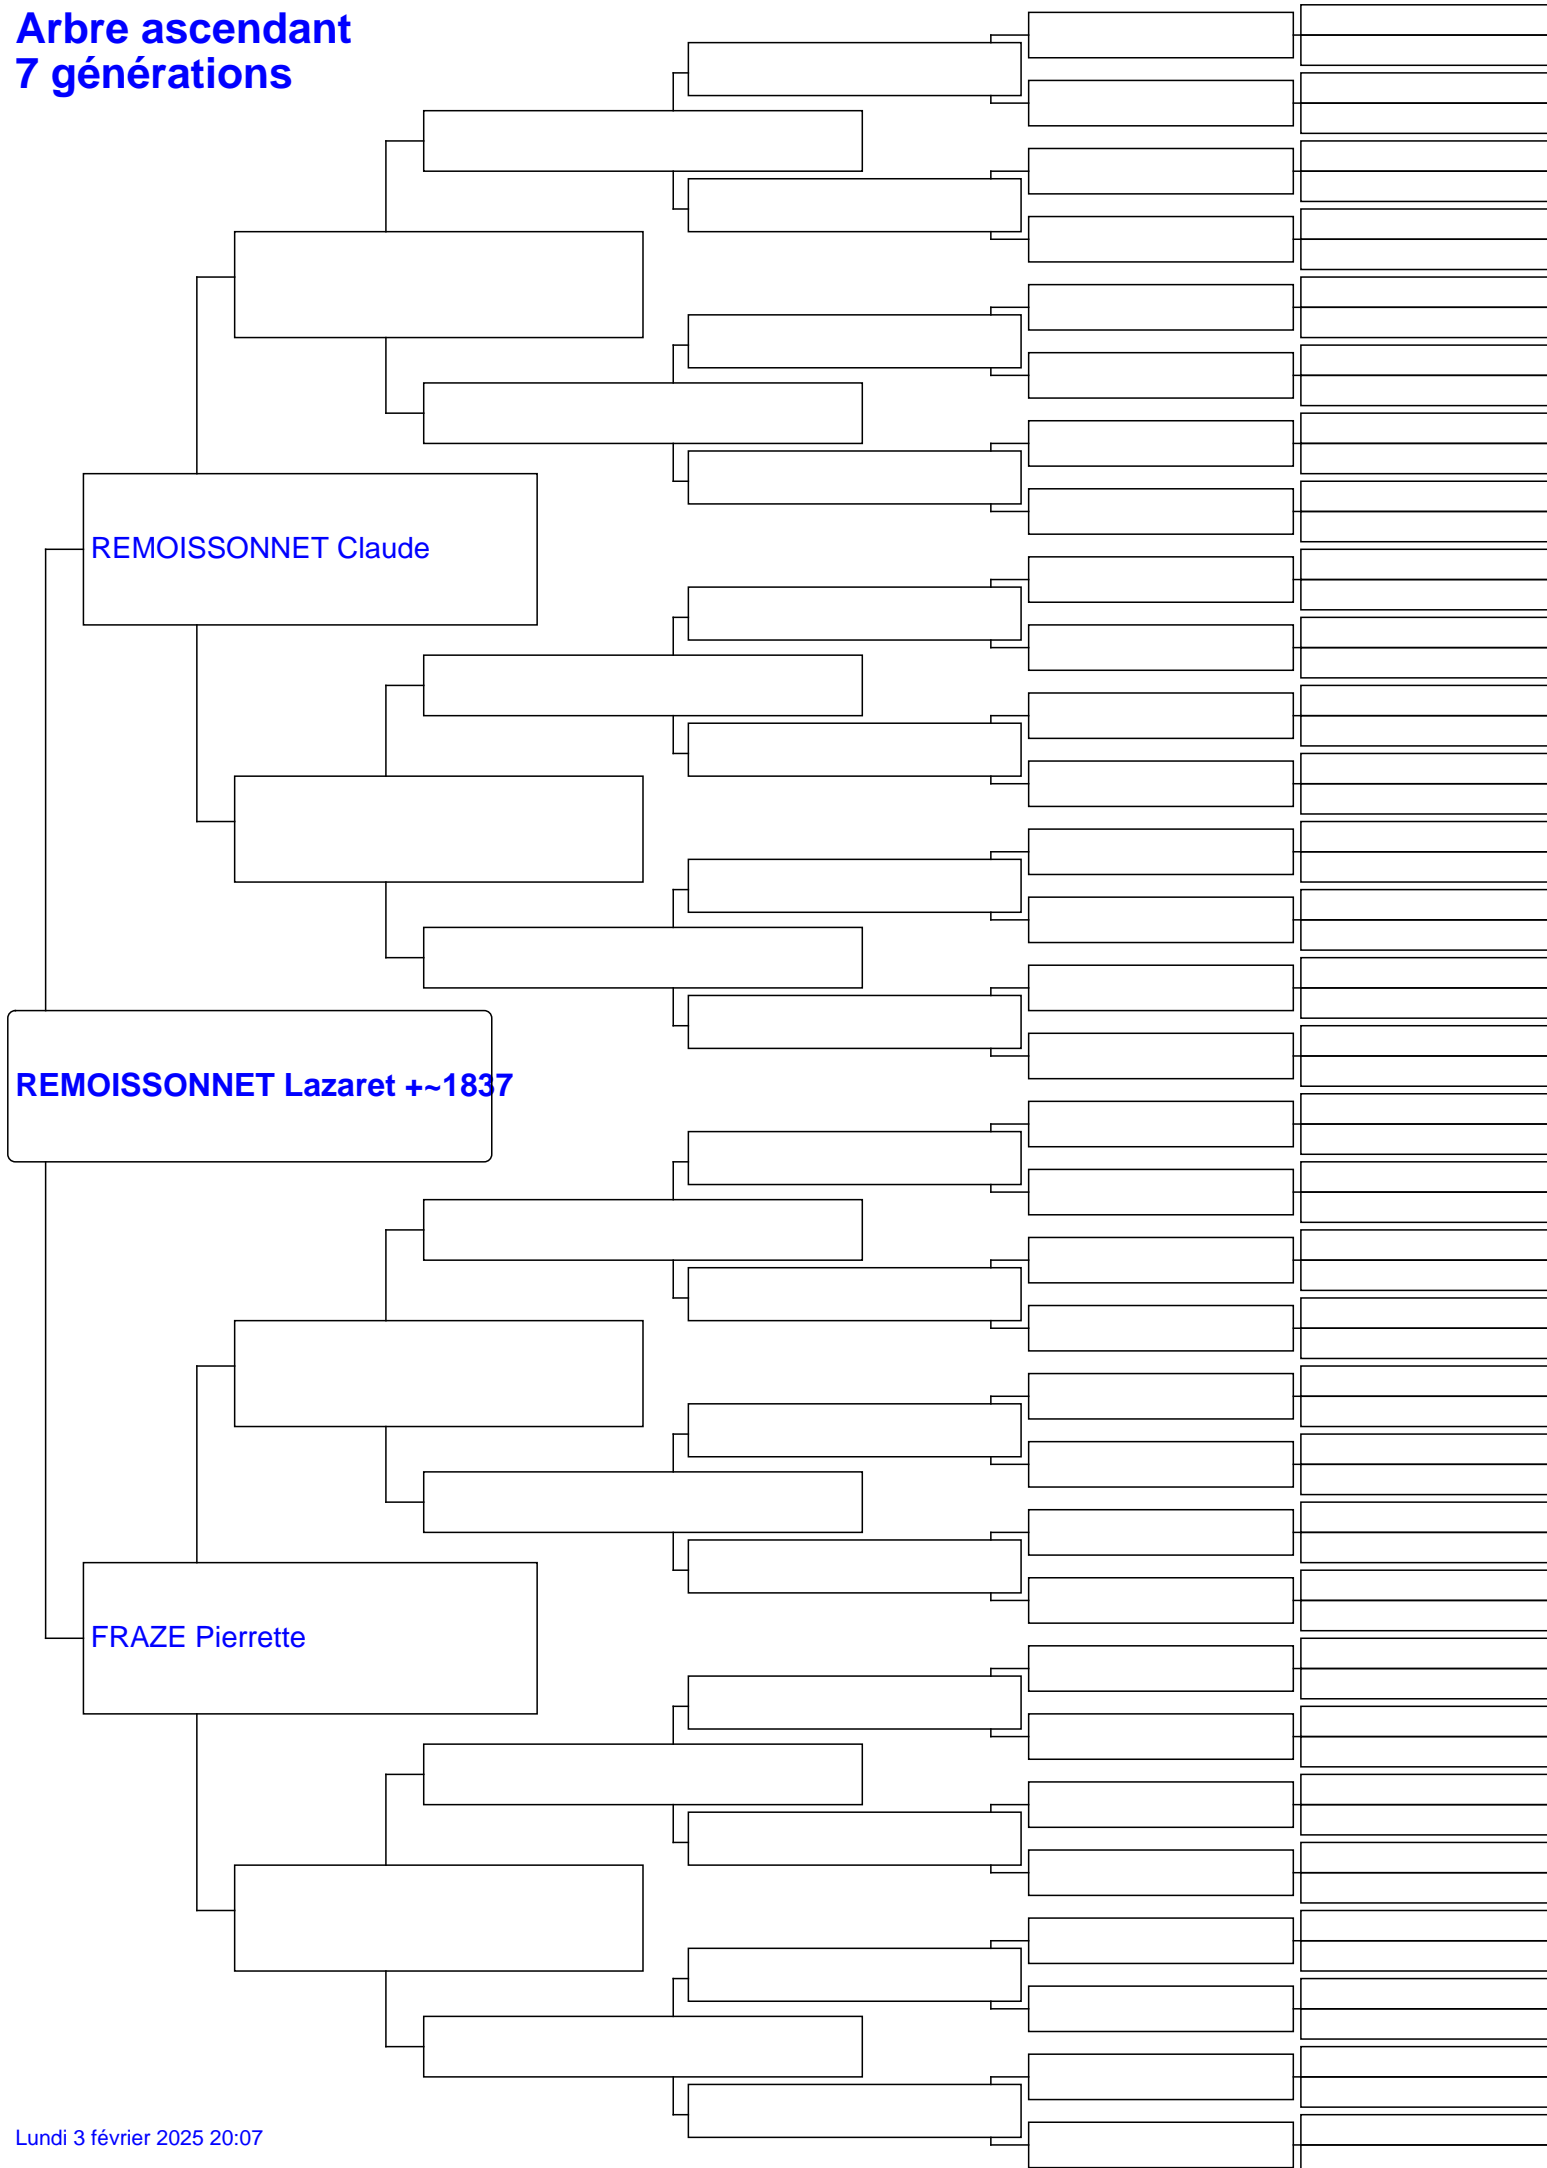 Arbre ascendant
7 générations
REMOISSONNET Claude
REMOISSONNET Lazaret +~1837
FRAZE Pierrette
Lundi 3 février 2025 20:07